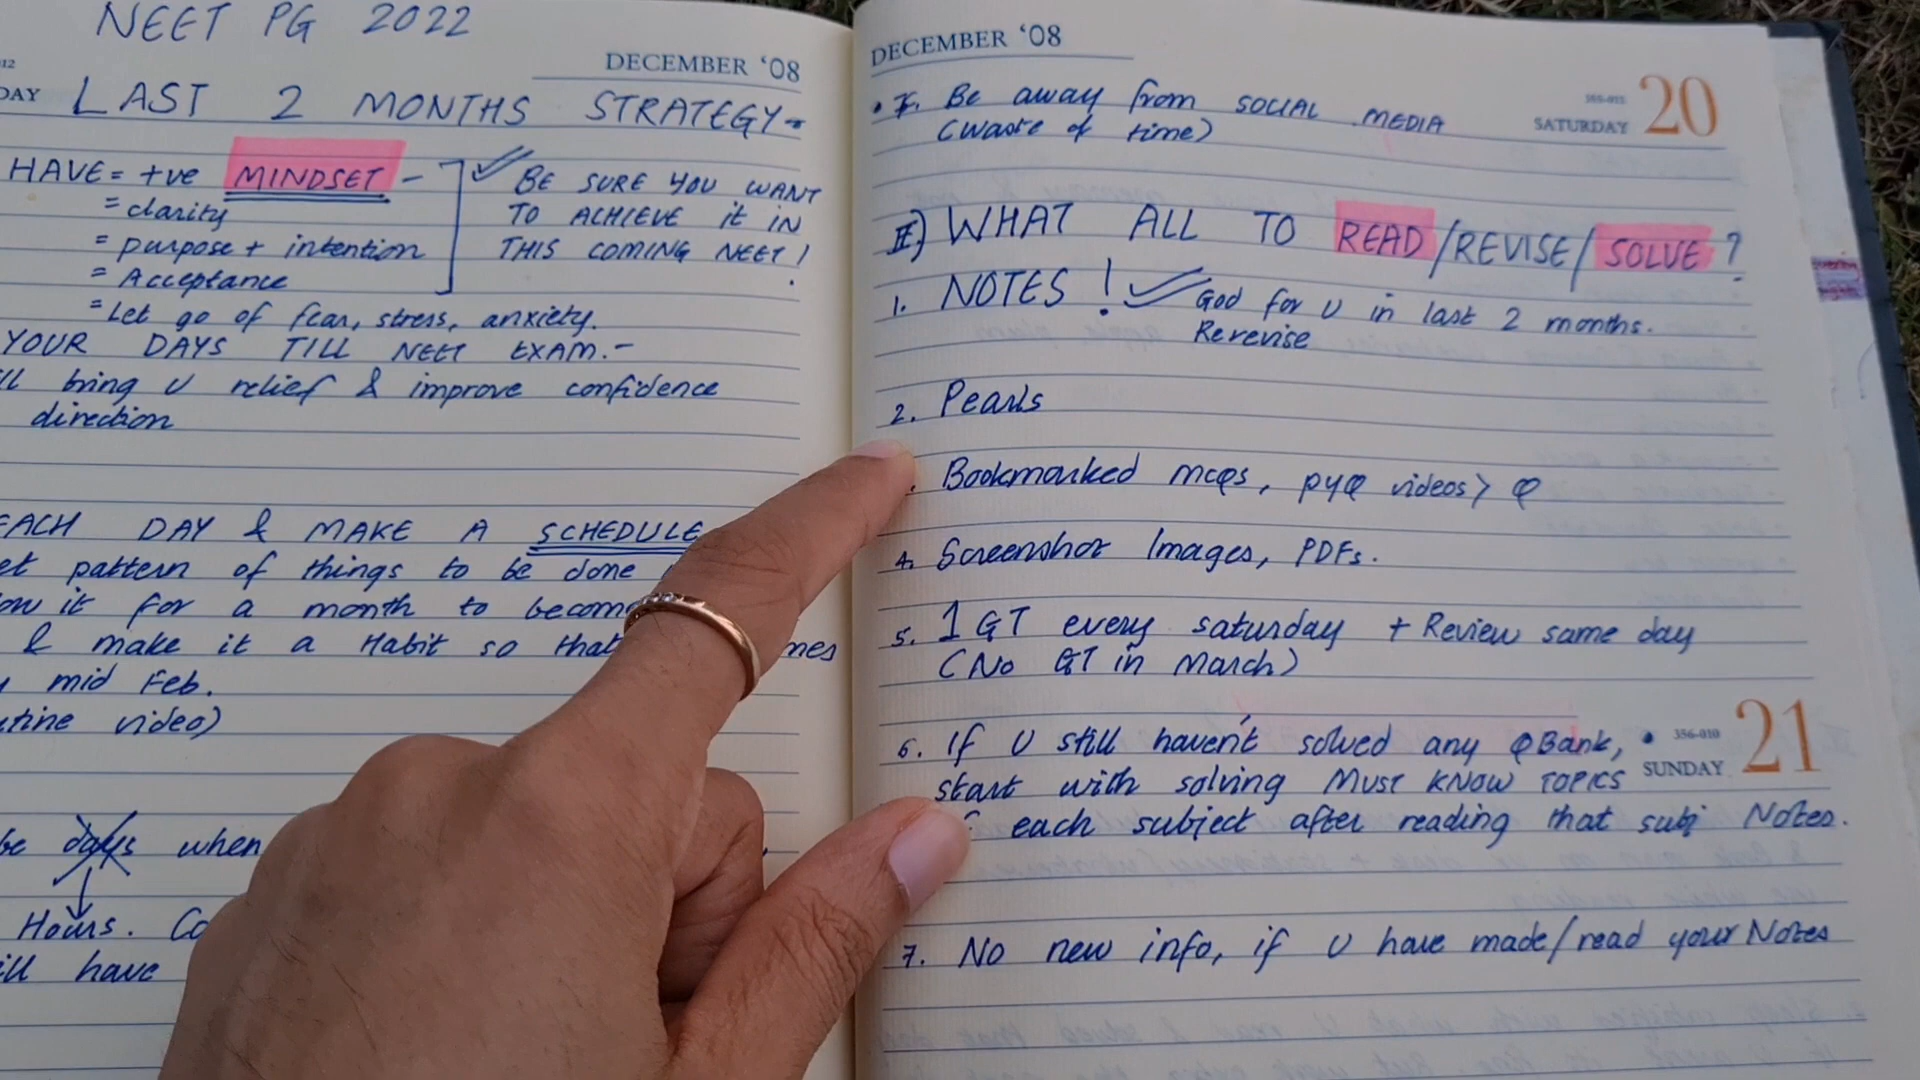 NEET PG 2022
12
DECEMBER '08
DAY
LAST 2 MONTHS STRATEGY-
HAVE = +ve MINDSET -
= clarity
= purpose + intention
= Acceptance
= Let go of fear, stress, anxiety.
BE SURE YOU WANT
TO ACHIEVE it IN
THIS COMING NEET!
YOUR DAYS TILL NEET EXAM.-
bring U relief & improve confidence
direction
DAY & MAKE A SCHEDULE
pattern of things to be done
it for a month to
& make it a Habit so that
mid Feb.
video)
days when
Hours.
have
DECEMBER '08
355-011
SATURDAY
20
Be away from SOCIAL MEDIA
(Waste of time)
II) WHAT ALL TO READ/REVISE/SOLVE?
1. NOTES! God for U in last 2 months.
Rerevise
2. Pearls
Bookmarked mcqs, pyQ videos> Q
4. Screenshot Images, PDFs.
5. 1 GT every saturday + Review same day
(No GT in March)
6. If U still haven't solved any QBank,
start with solving MUST KNOW TOPICS
each subject after reading that subj Notes.
356-010
SUNDAY
21
7. No new info, if U have made/read your Notes